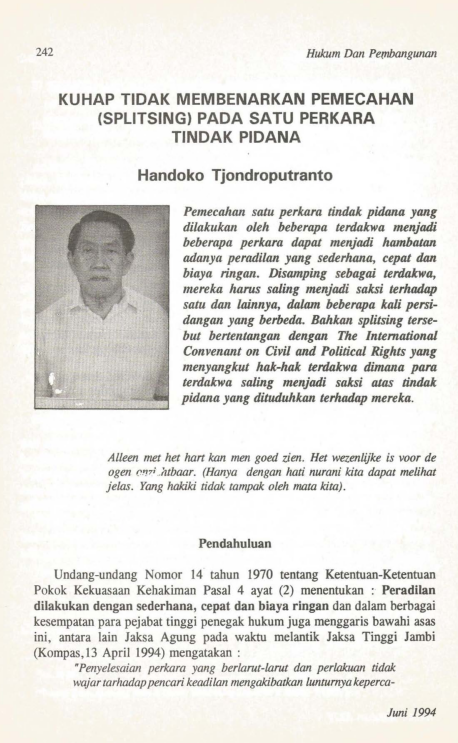 242
Hukum Dan Pembangunan
KUHAP TIDAK MEMBENARKAN PEMECAHAN
(SPLITSING) PADA SATU PERKARA
TINDAK PIDANA
Handoko Tjondroputranto
Pemecahan satu perkara tindak pidana yang
dilakukan oleh beberapa terdakwa menjadi
beberapa perkara dapat menjadi hambatan
adanya peradilan yang sederhana, cepat dan
biaya ringan. Disamping sebagai terdakwa,
mereka harus saling menjadi saksi terhadap
satu dan lainnya, dalam beberapa kali persi-
dangan yang berbeda. Bahkan splitsing terse-
but bertentangan dengan The International
Convenant on Civil and Political Rights yang
menyangkut hak-hak terdakwa dimana para
terdakwa saling menjadi saksi atas tindak
pidana yang dituduhkan terhadap mereka.
Alleen met het hart kan men goed zien. Het wezenlijke is voor de
ogen htbaar. (Hanya dengan hati nurani kita dapat melihat
jelas. Yang hakiki tidak tampak oleh mata kita).
Pendahuluan
Undang-undang Nomor 14 tahun 1970 tentang Ketentuan-Ketentuan
Pokok Kekuasaan Kehakiman Pasal 4 ayat (2) menentukan : Peradilan
dilakukan dengan sederhana, cepat dan biaya ringan dan dalam berbagai
kesempatan para pejabat tinggi penegak hukum juga menggaris bawahi asas
ini, antara lain Jaksa Agung pada waktu melantik Jaksa Tinggi Jambi
(Kompas,13 April 1994) mengatakan :
"Penyelesaian perkara yang berlarut-larut dan perlakuan tidak
wajar tarhadap pencari keadilan mengakibatkan lunturnya keperca-
Juni 1994